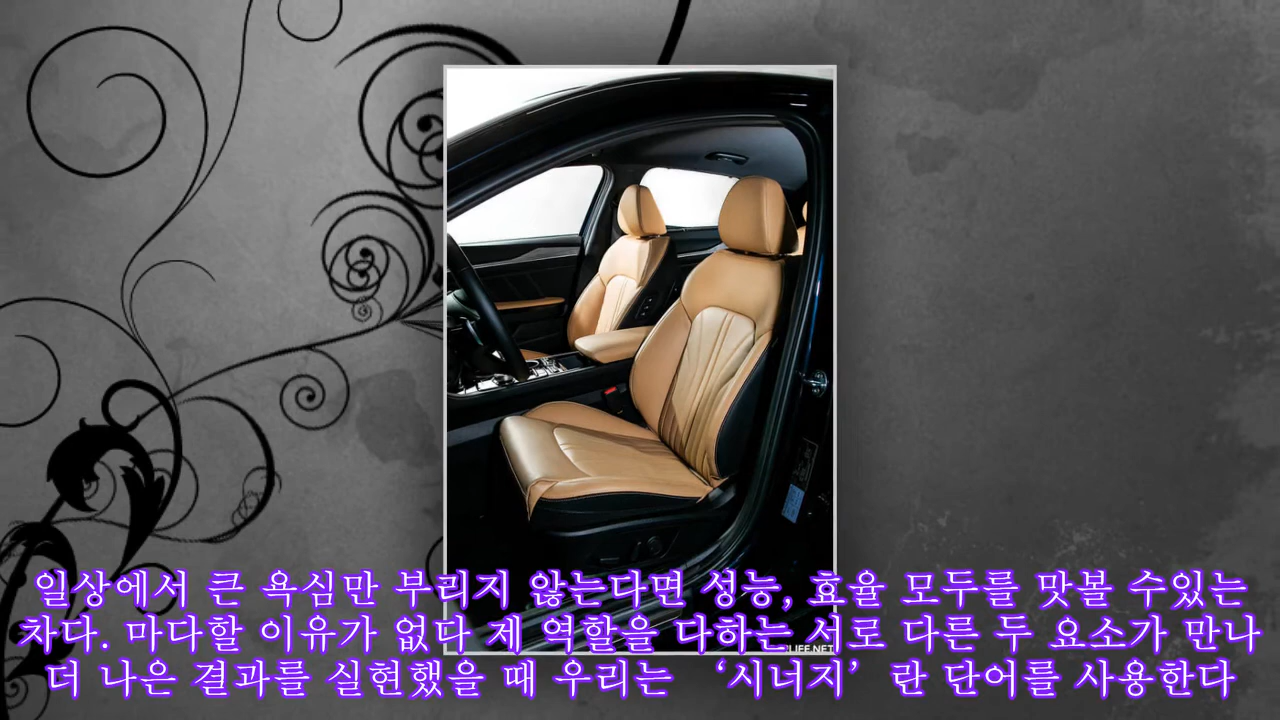 일상에서 큰 욕심만 부리지 않는다면 성능, 효율 모두를 맛볼 수있는
차다. 마다할 이유가 없다 제 역할을 다하는 서로 다른 두 요소가 만나
LIFE.NET
더 나은 결과를 실현했을 때 우리는 ‘시너지’ 란 단어를 사용한다